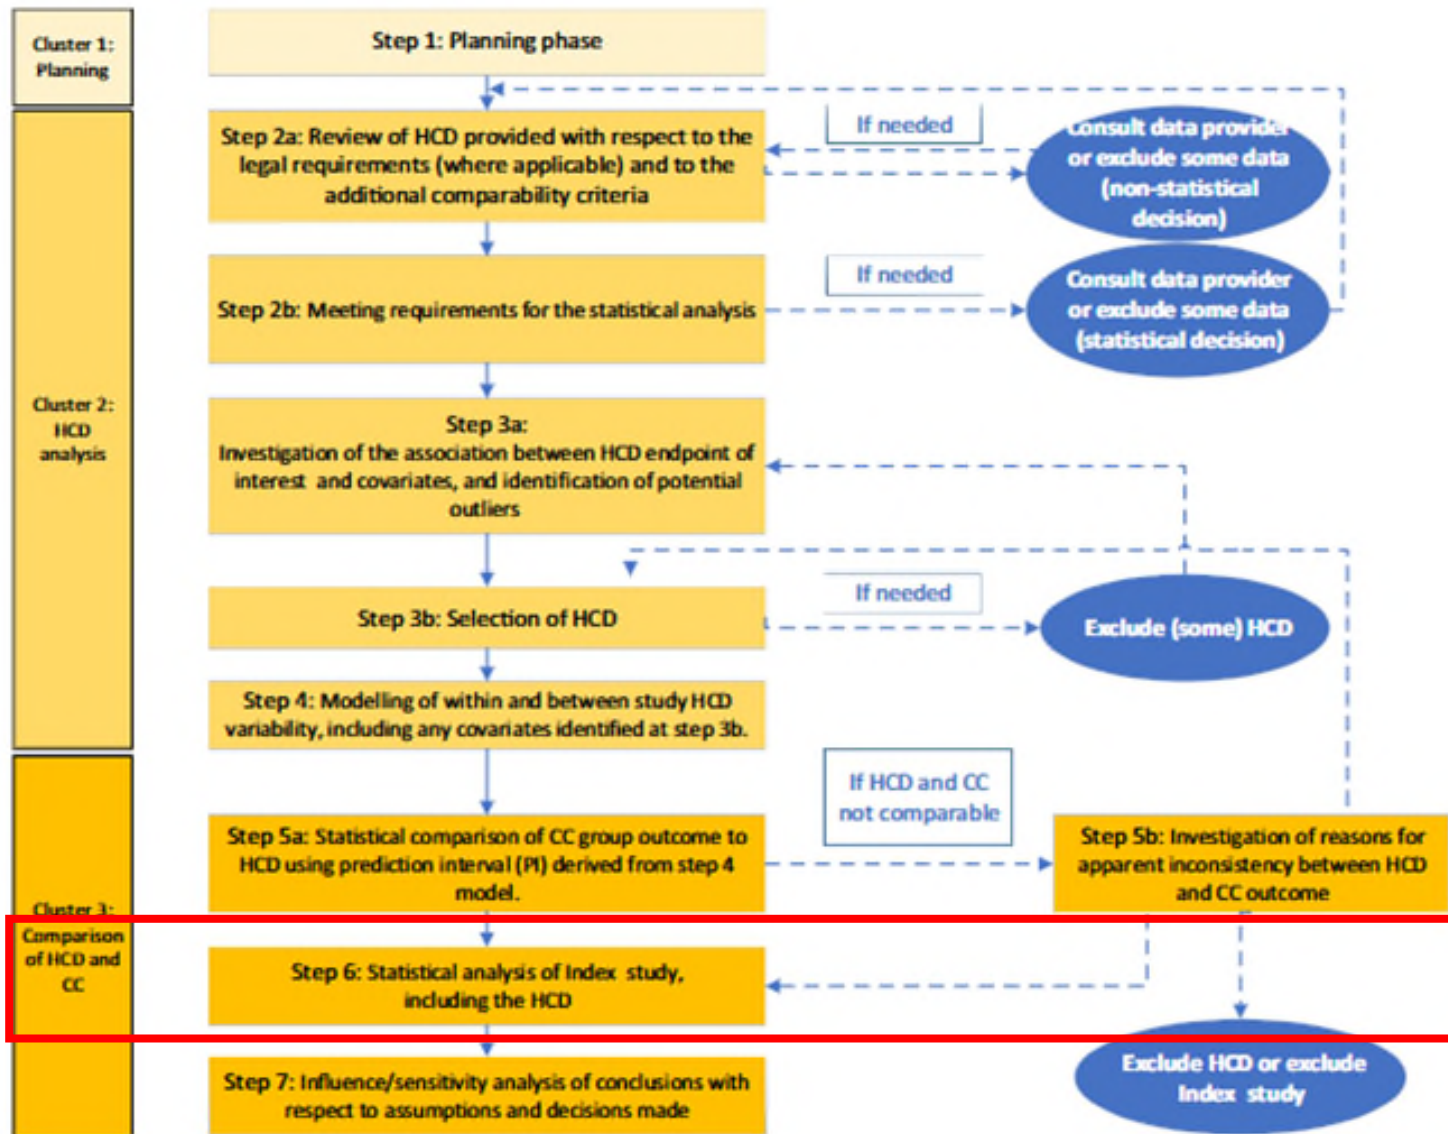 Cluster 1:
Planning
Step 1: Planning phase
Step 2a: Review of HCD provided with respect to the
legal requirements (where applicable) and to the
additional comparability criteria
If needed
Consult data provider
or exclude some data
(non-statistical
decision)
Step 2b: Meeting requirements for the statistical analysis
If needed
Consult data provider
or exclude some data
(statistical decision)
Cluster 2:
HCD
analysis
Step 3a:
Investigation of the association between HCD endpoint of
interest and covariates, and identification of potential
outliers
Step 3b: Selection of HCD
If needed
Exclude (some) HCD
Step 4: Modelling of within and between study HCD
variability, including any covariates identified at step 3b.
If HCD and CC
not comparable
Step 5a: Statistical comparison of CC group outcome to
HCD using prediction interval (PI) derived from step 4
model.
Step 5b: Investigation of reasons for
apparent inconsistency between HCD
and CC outcome
Cluster 3:
Comparison
of HCD and
CC
Step 6: Statistical analysis of Index study,
including the HCD
Exclude HCD or exclude
Index study
Step 7: Influence/sensitivity analysis of conclusions with
respect to assumptions and decisions made